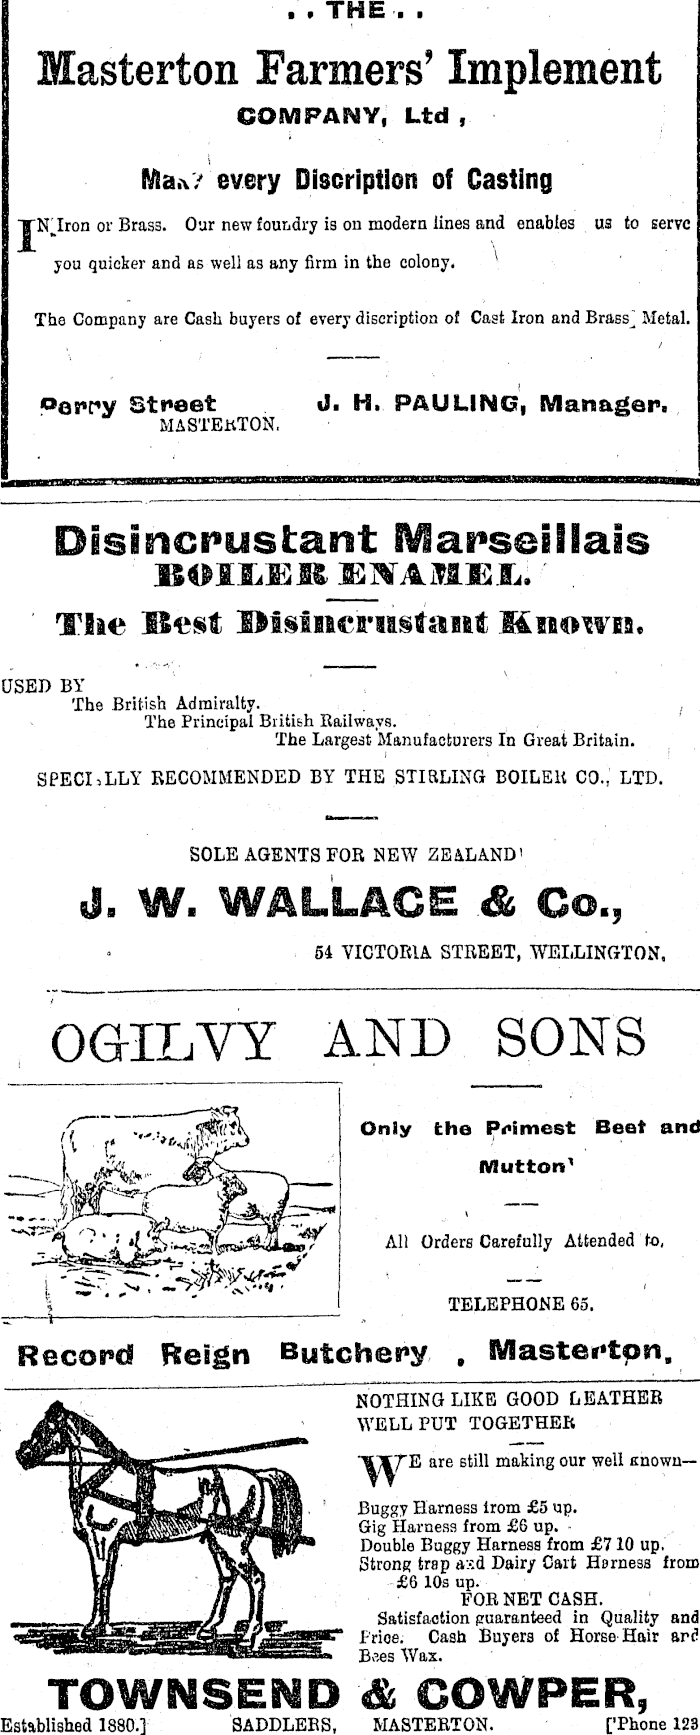 . . THE . .
Masterton Farmers' Implement
COMPANY, Ltd ,
every Discription of Casting
IN Iron or Brass. Our new foundry is on modern lines and enables us to serve
you quicker and as well as any firm in the colony.
The Company are Cash buyers of every discription of Cast Iron and Brass Metal.
Perry Street J. H. PAULING, Manager.
MASTERTON.
Disincrustant Marseillais
BOILER ENAMEL.
The Best Disincrustant Known.
USED BY
The British Admiralty.
The Principal British Railways.
The Largest Manufacturers In Great Britain.
SPECIALLY RECOMMENDED BY THE STIRLING BOILER CO., LTD.
SOLE AGENTS FOR NEW ZEALAND'
J. W. WALLACE & Co.,
54 VICTORIA STREET, WELLINGTON,
OGILVY AND SONS
Only the Primest Beef and
Mutton'
All Orders Carefully Attended to,
TELEPHONE 65.
Record Reign Butchery , Masterton,
NOTHING LIKE GOOD LEATHER
WELL PUT TOGETHER
WE are still making our well known—
Buggy Harness from £5 up.
Gig Harness from £6 up.
Double Buggy Harness from £7 10 up.
Strong trap and Dairy Cart Harness from
£6 10s up.
FOR NET CASH.
Satisfaction guaranteed in Quality and
Price. Cash Buyers of Horse Hair and
Bees Wax.
TOWNSEND & COWPER,
Established 1880.] SADDLERS, MASTERTON. ['Phone 123